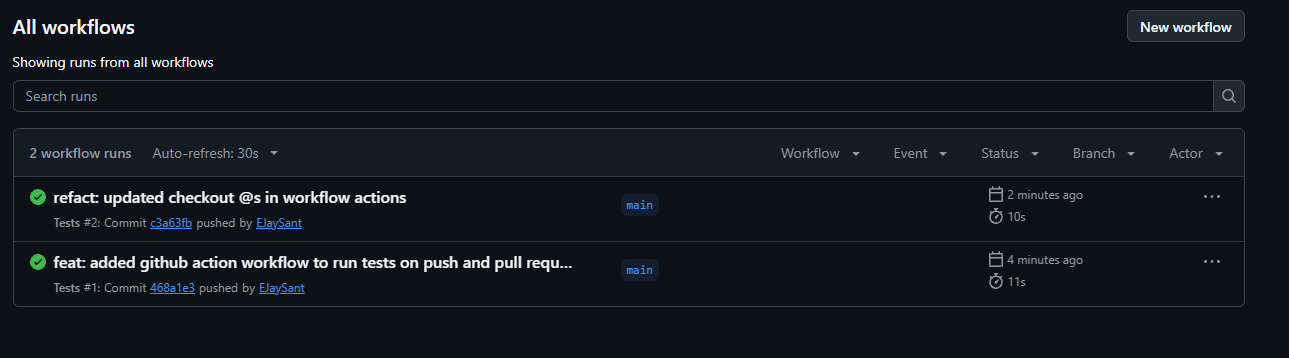 All workflows
New workflow
Showing runs from all workflows
Search runs
2 workflow runs Auto-refresh: 30s Workflow Event Status Branch Actor
refact: updated checkout @s in workflow actions
Tests #2: Commit c3a63fb pushed by EJaySant
main
2 minutes ago
10s
feat: added github action workflow to run tests on push and pull requ...
Tests #1: Commit 468a1e3 pushed by EJaySant
main
4 minutes ago
11s